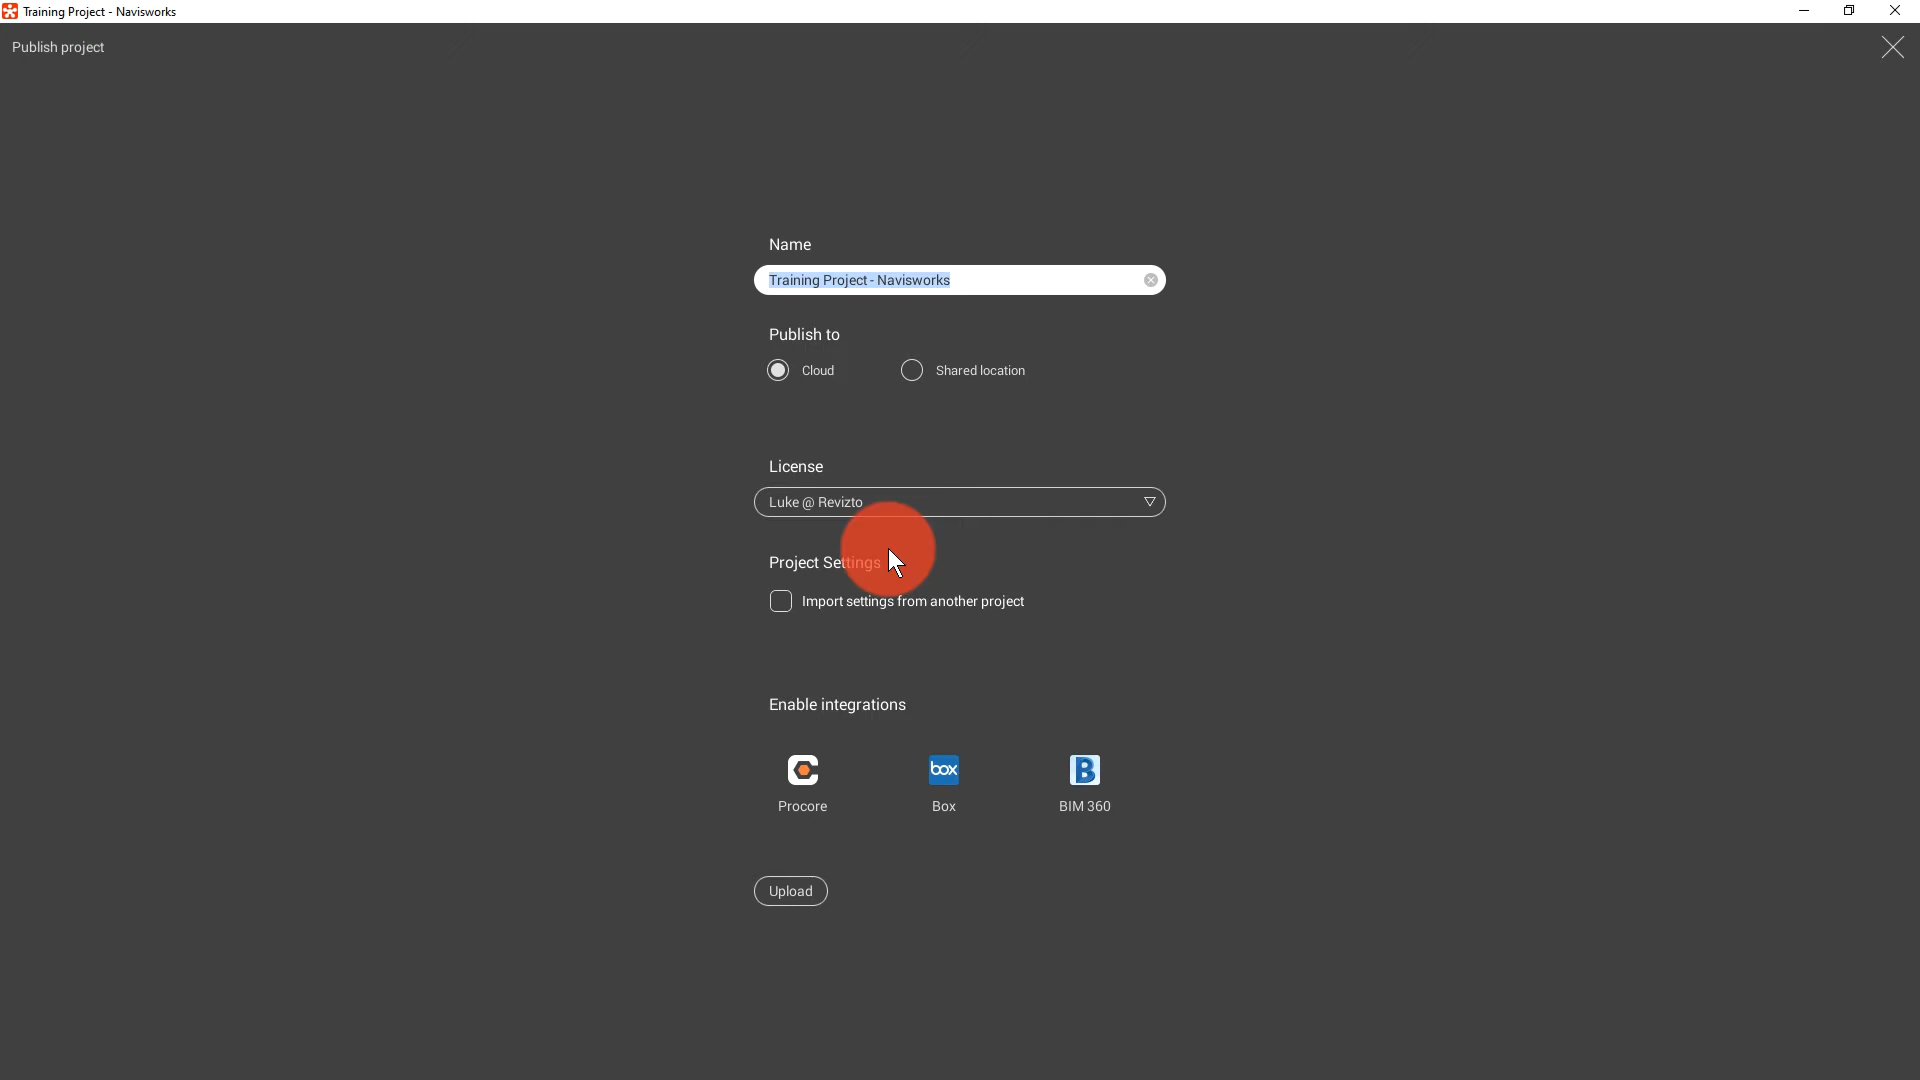 Training Project - Navisworks
Publish project
Name
Training Project - Navisworks
Publish to
Cloud Shared location
License
Luke @ Revizto
Project Settings
Import settings from another project
Enable integrations
box B
Procore Box BIM 360
Upload